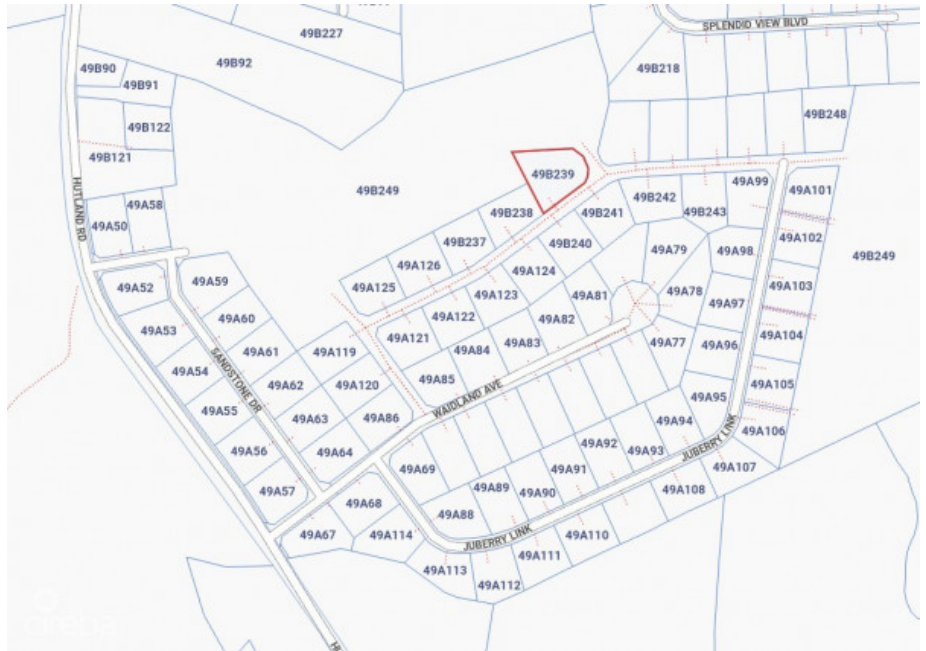 SPLENDID VIEW BLVD
49B227
49B92
49B90
49B91
49B218
49B122
49B248
49B121
49B239
49B249
HUTLAND RD
49A58
49A50
49B238
49B241
49B242
49B243
49A99
49A101
49B237
49B240
49A102
49A126
49A79
49A98
49B249
49A125
49A124
49A59
49A52
49A123
49A81
49A78
49A103
49A97
49A60
49A122
49A82
49A53
49A121
49A104
49A61
49A119
49A84
49A83
49A77
49A96
49A54
SANDSTONE DR
49A62
49A120
49A85
WAIDLAND AVE
49A105
49A55
49A63
49A86
49A95
49A94
49A106
49A56
49A64
49A92
49A93
JUBERRY LINK
49A69
49A91
49A107
49A57
49A89
49A90
49A108
49A68
49A88
49A67
49A114
JUBERRY LINK
49A110
49A111
49A113
49A112